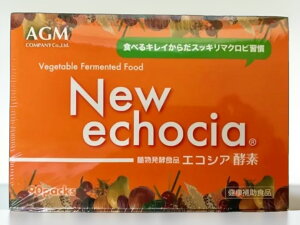 AGM
COMPANY Co.,Ltd.
食べるキレイからだスッキリマクロビ習慣
Vegetable Fermented Food
New
echocia®
植物発酵食品 エコシア 酵素
90packs
健康補助食品